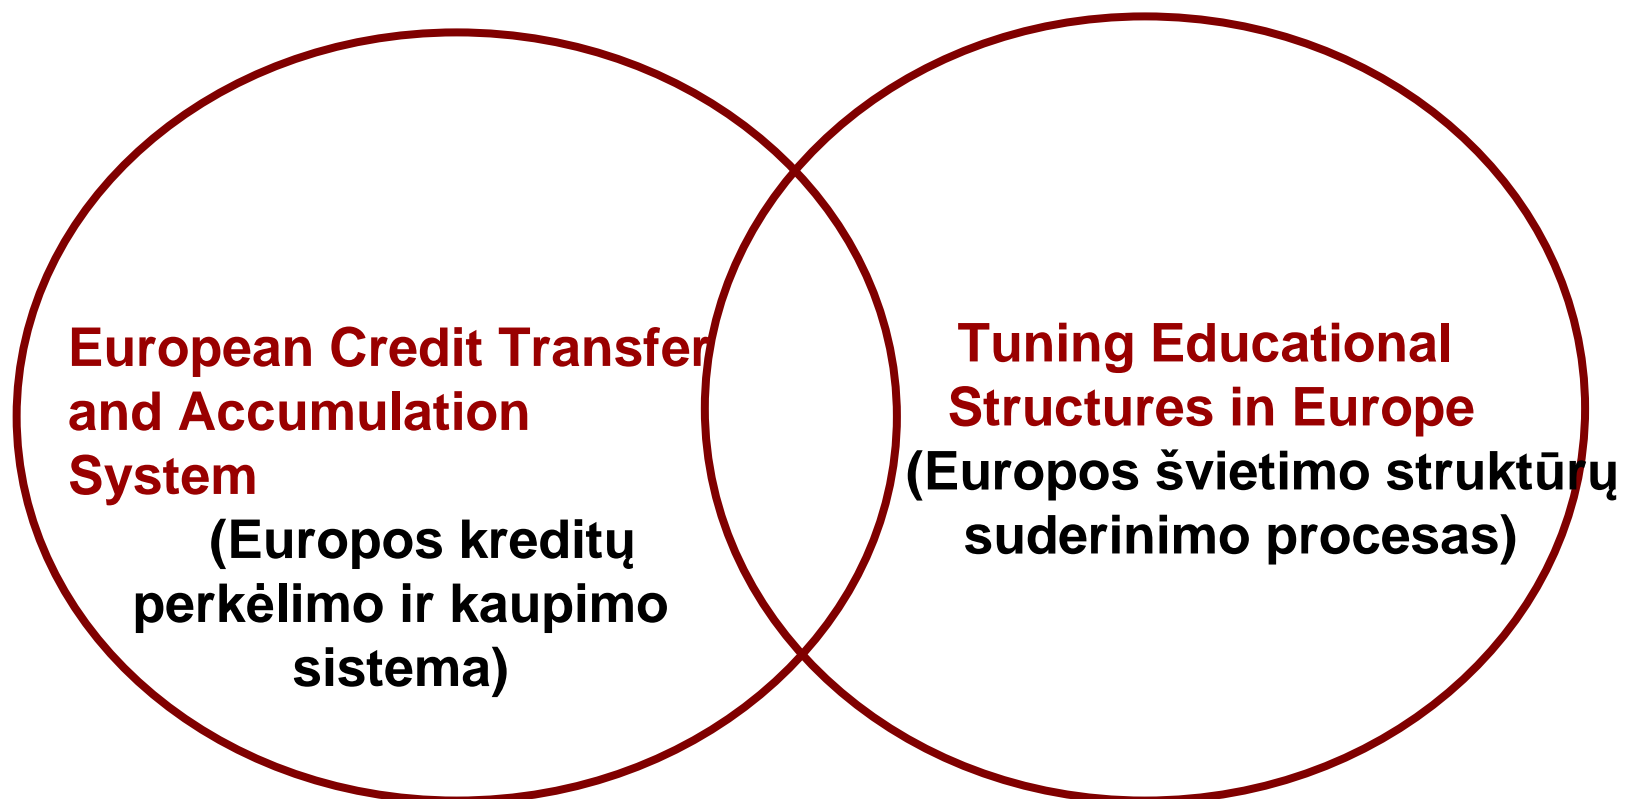 European Credit Transfer
and Accumulation
System
(Europos kreditų
perkėlimo ir kaupimo
sistema)
Tuning Educational
Structures in Europe
(Europos švietimo struktūrų
suderinimo procesas)